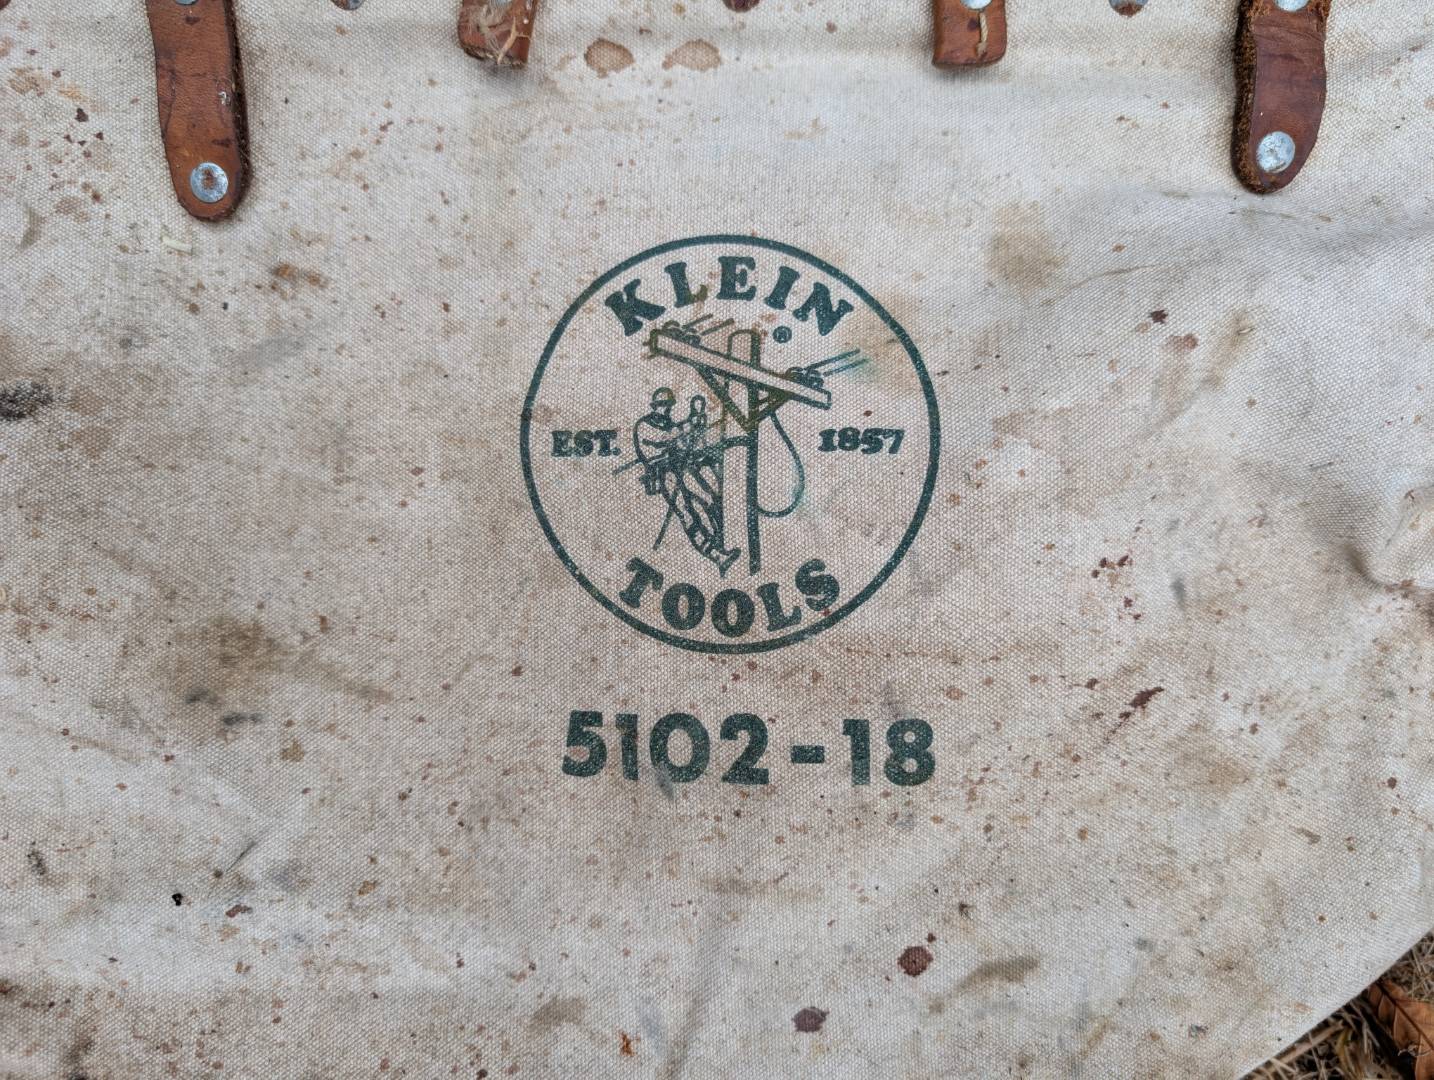 KLEIN
®
EST. 1857
TOOLS
5102-18